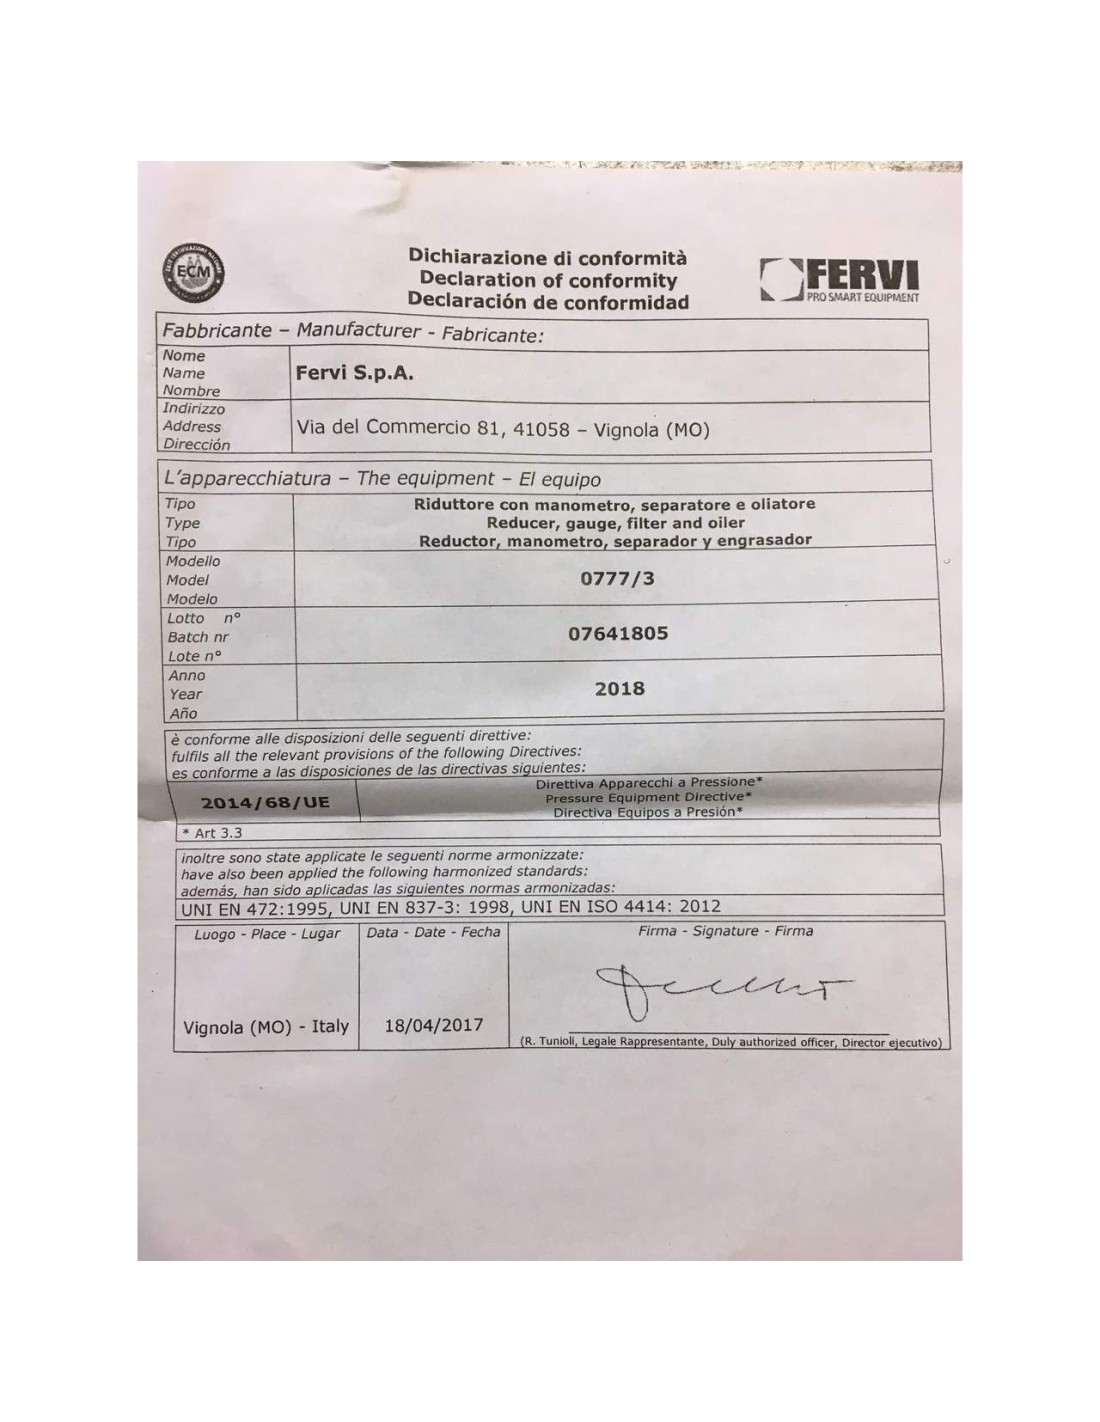 ECM
Dichiarazione di conformità
Declaration of conformity
Declaración de conformidad
FERVI
PRO SMART EQUIPMENT
Fabbricante – Manufacturer - Fabricante:
Nome
Name
Nombre
Fervi S.p.A.
Indirizzo
Address
Dirección
Via del Commercio 81, 41058 – Vignola (MO)
L'apparecchiatura – The equipment – El equipo
Tipo
Type
Tipo
Riduttore con manometro, separatore e oliatore
Reducer, gauge, filter and oiler
Reductor, manometro, separador y engrasador
Modello
Model
Modelo
0777/3
Lotto nº
Batch nr
Lote nº
07641805
Anno
Year
Año
2018
è conforme alle disposizioni delle seguenti direttive:
fulfils all the relevant provisions of the following Directives:
es conforme a las disposiciones de las directivas siguientes:
2014/68/UE
Direttiva Apparecchi a Pressione*
Pressure Equipment Directive*
Directiva Equipos a Presión*
* Art 3.3
inoltre sono state applicate le seguenti norme armonizzate:
have also been applied the following harmonized standards:
además, han sido aplicadas las siguientes normas armonizadas:
UNI EN 472:1995, UNI EN 837-3: 1998, UNI EN ISO 4414: 2012
Luogo - Place - Lugar
Data - Date - Fecha
Firma - Signature - Firma
Vignola (MO) - Italy
18/04/2017
(R. Tunioli, Legale Rappresentante, Duly authorized officer, Director ejecutivo)